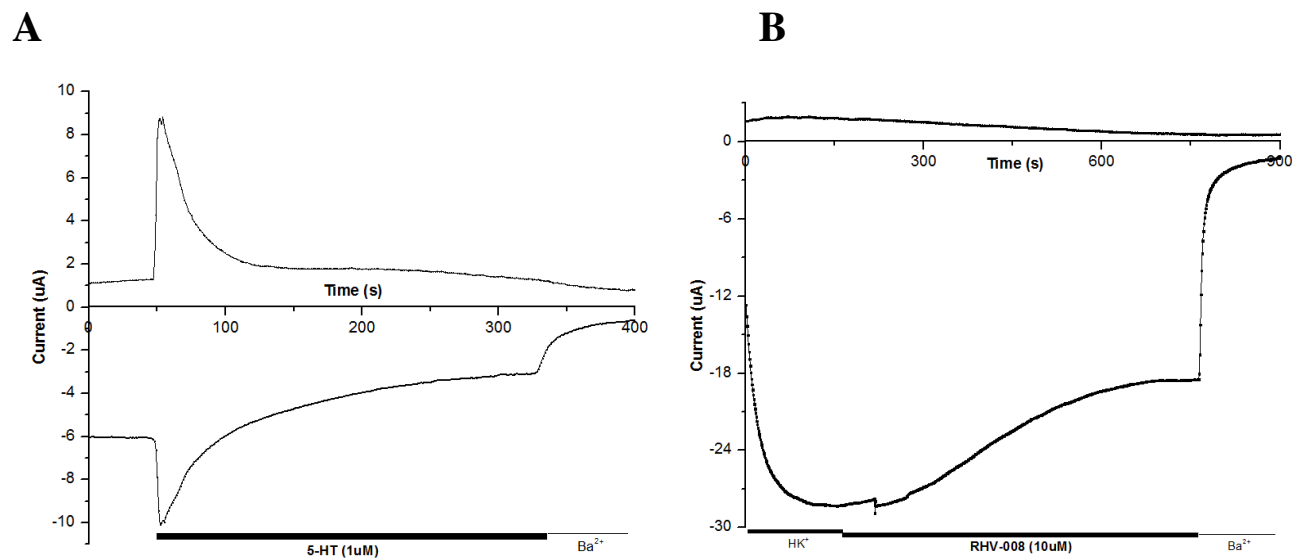 A
B
10
8
6
4
2
0
-2
-4
-6
-8
-10
Current (uA)
Time (s)
0
100
200
300
400
5-HT (1uM)
Ba²⁺
0
-6
-12
-18
-24
-30
Current (uA)
Time (s)
0
300
600
900
HK⁺
RHV-008 (10uM)
Ba²⁺